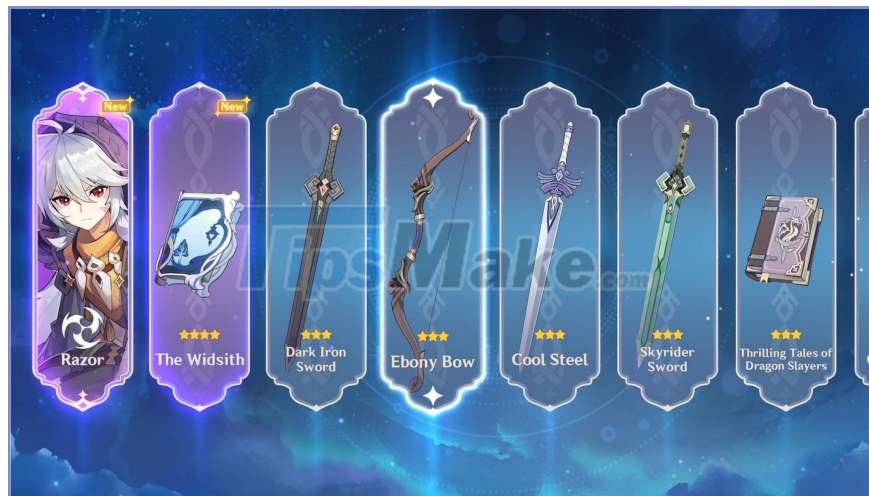 New
New
TipsMake.com
Razor
The Widsith
Dark Iron
Sword
Ebony Bow
Cool Steel
Skyrider
Sword
Thrilling Tales of
Dragon Slayers